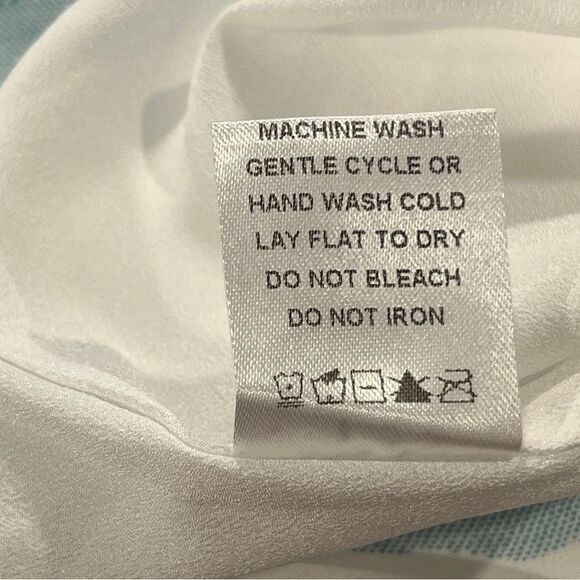 MACHINE WASH
GENTLE CYCLE OR
HAND WASH COLD
LAY FLAT TO DRY
DO NOT BLEACH
DO NOT IRON